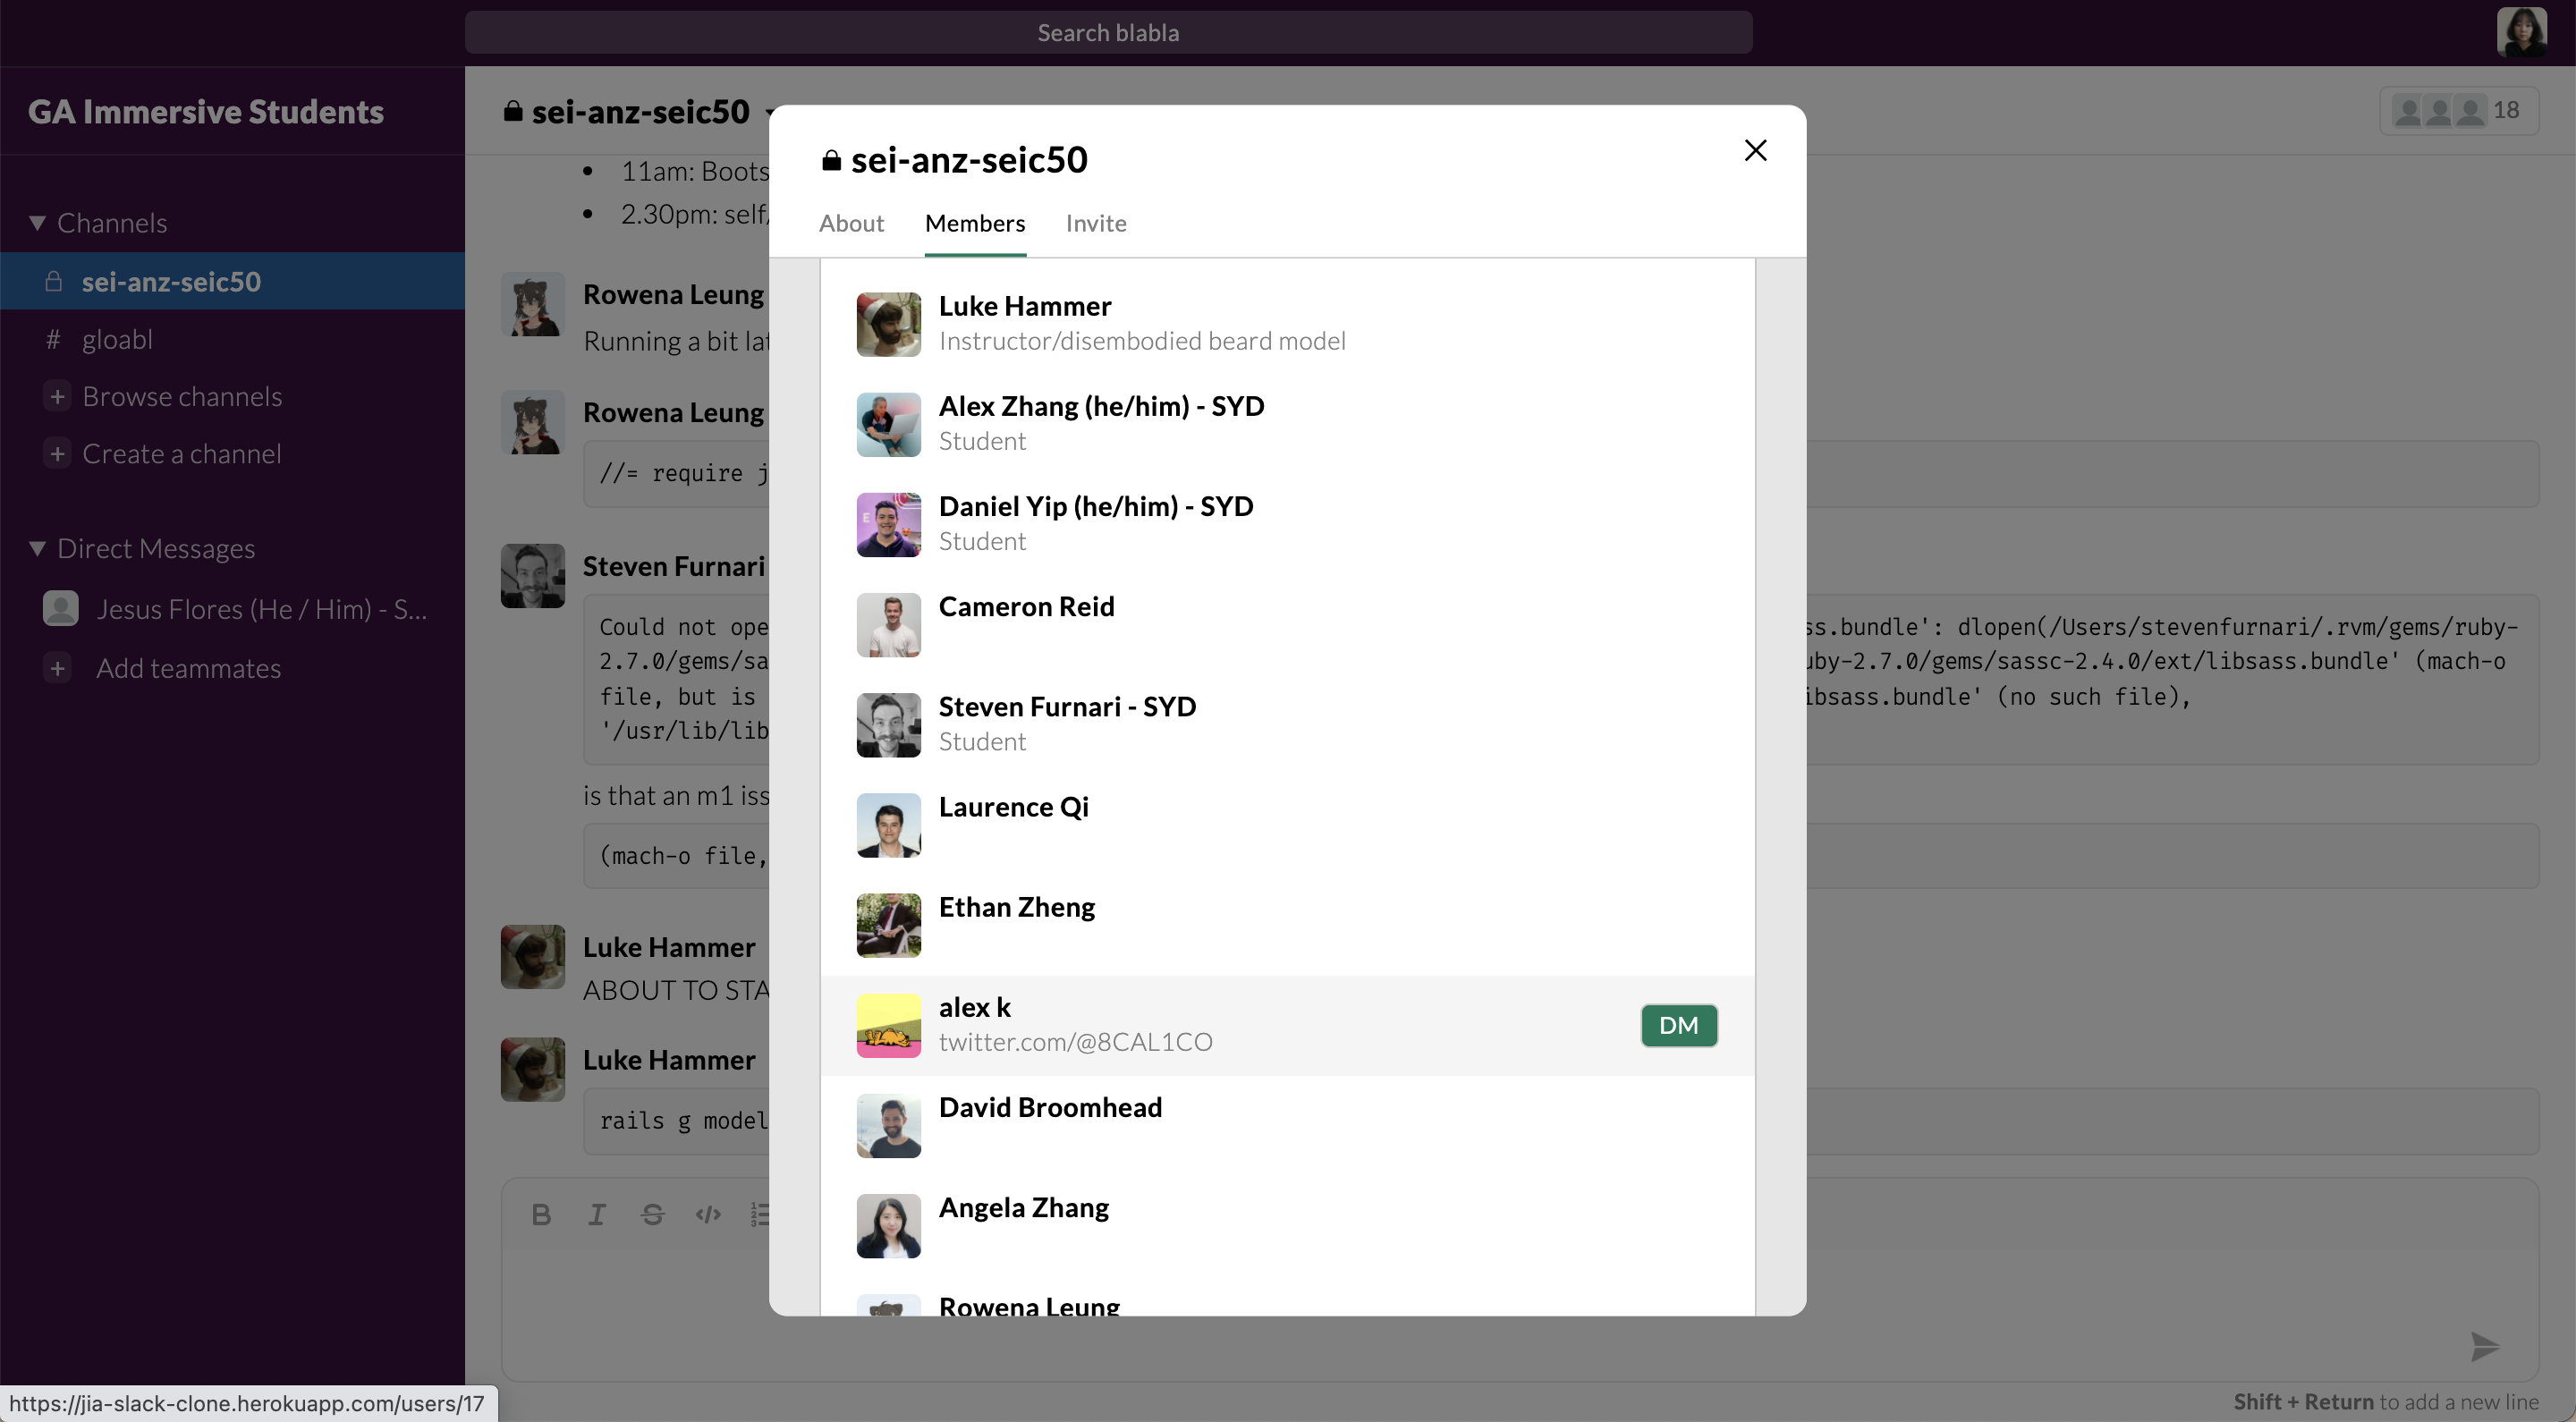 Search blabla
GA Immersive Students
Channels
sei-anz-seic50
# gloabl
+ Browse channels
+ Create a channel
Direct Messages
Jesus Flores (He / Him) - S...
+ Add teammates
sei-anz-seic50
18
11am: Boots
2.30pm: self/
Rowena Leung
Running a bit lat
Rowena Leung
//= require j
Steven Furnari
Could not ope
ss.bundle': dlopen(/Users/stevenfurnari/.rvm/gems/ruby-
2.7.0/gems/sa
uby-2.7.0/gems/sassc-2.4.0/ext/libsass.bundle' (mach-o
file, but is
ibsass.bundle' (no such file),
'/usr/lib/lib
is that an m1 iss
(mach-o file,
Luke Hammer
ABOUT TO STA
Luke Hammer
rails g model
B I S </>
Shift + Return to add a new line
sei-anz-seic50
About Members Invite
Luke Hammer
Instructor/disembodied beard model
Alex Zhang (he/him) - SYD
Student
Daniel Yip (he/him) - SYD
Student
Cameron Reid
Steven Furnari - SYD
Student
Laurence Qi
Ethan Zheng
alex k
twitter.com/@8CAL1CO
DM
David Broomhead
Angela Zhang
Rowena Leung
https://jia-slack-clone.herokuapp.com/users/17